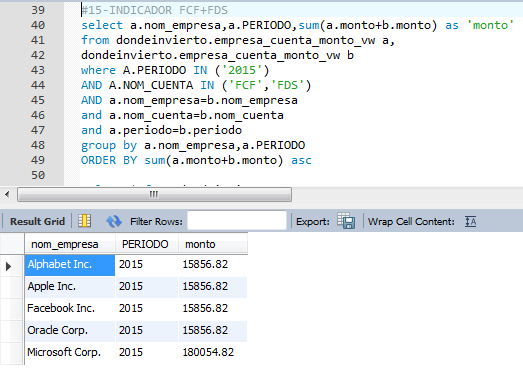 39 #15-INDICADOR FCF+FDS
40 select a.nom_empresa,a.PERIODO,sum(a.monto+b.monto) as 'monto'
41 from dondeinvierto.empresa_cuenta_monto_vw a,
42 dondeinvierto.empresa_cuenta_monto_vw b
43 where A.PERIODO IN ('2015')
44 AND A.NOM_CUENTA IN ('FCF','FDS')
45 AND a.nom_empresa=b.nom_empresa
46 and a.nom_cuenta=b.nom_cuenta
47 and a.periodo=b.periodo
48 group by a.nom_empresa,a.PERIODO
49 ORDER BY sum(a.monto+b.monto) asc
50
Result Grid Filter Rows: Export: Wrap Cell Content:
nom_empresa PERIODO monto
Alphabet Inc. 2015 15856.82
Apple Inc. 2015 15856.82
Facebook Inc. 2015 15856.82
Oracle Corp. 2015 15856.82
Microsoft Corp. 2015 180054.82